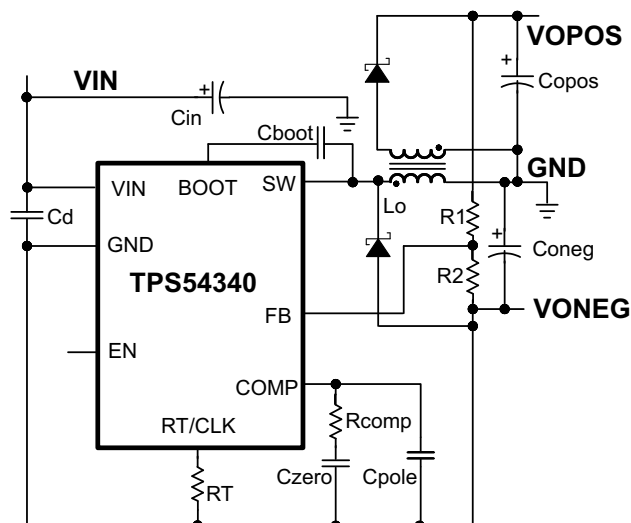 VOPOS
VIN
+
Copos
+
Cin
Cboot
GND
VIN
BOOT
SW
Lo
R1
Cd
GND
+
Coneg
TPS54340
R2
FB
VONEG
EN
COMP
Rcomp
RT/CLK
Czero
Cpole
RT